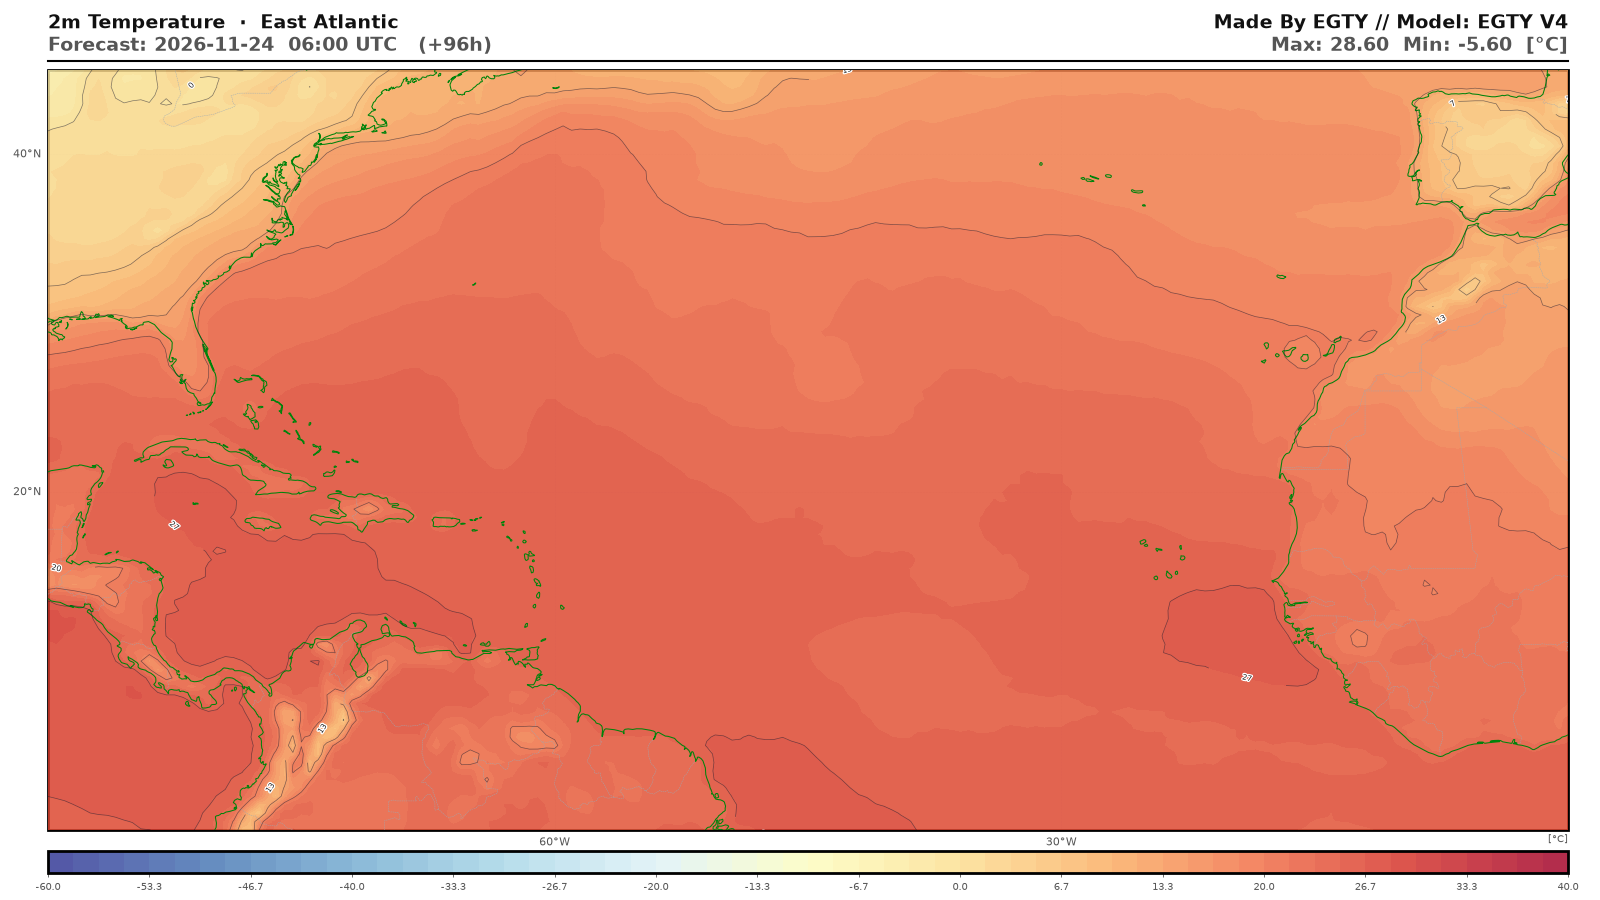 2m Temperature · East Atlantic
Made By EGTY // Model: EGTY V4
Forecast: 2026-11-24 06:00 UTC (+96h)
Max: 28.60 Min: -5.60 [°C]
0
7
40°N
13
20°N
27
20
27
13
13
60°W
30°W
[°C]
-60.0
-53.3
-46.7
-40.0
-33.3
-26.7
-20.0
-13.3
-6.7
0.0
6.7
13.3
20.0
26.7
33.3
40.0